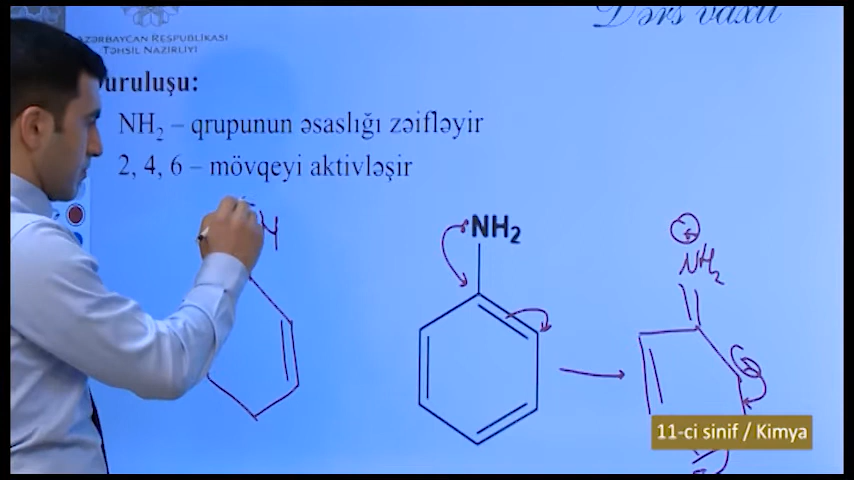 Dərs vaxtı
AZƏRBAYCAN RESPUBLİKASI
TƏHSİL NAZİRLİYİ
uruluşu:
NH₂ – qrupunun əsaslığı zəifləyir
2, 4, 6 – mövqeyi aktivləşir
NH₂
NH₂
11-ci sinif / Kimya